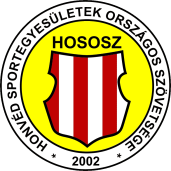 HONVÉD SPORTEGYESÜLETEK ORSZÁGOS SZÖVETSÉGE
HOSOSZ
* 2002 *